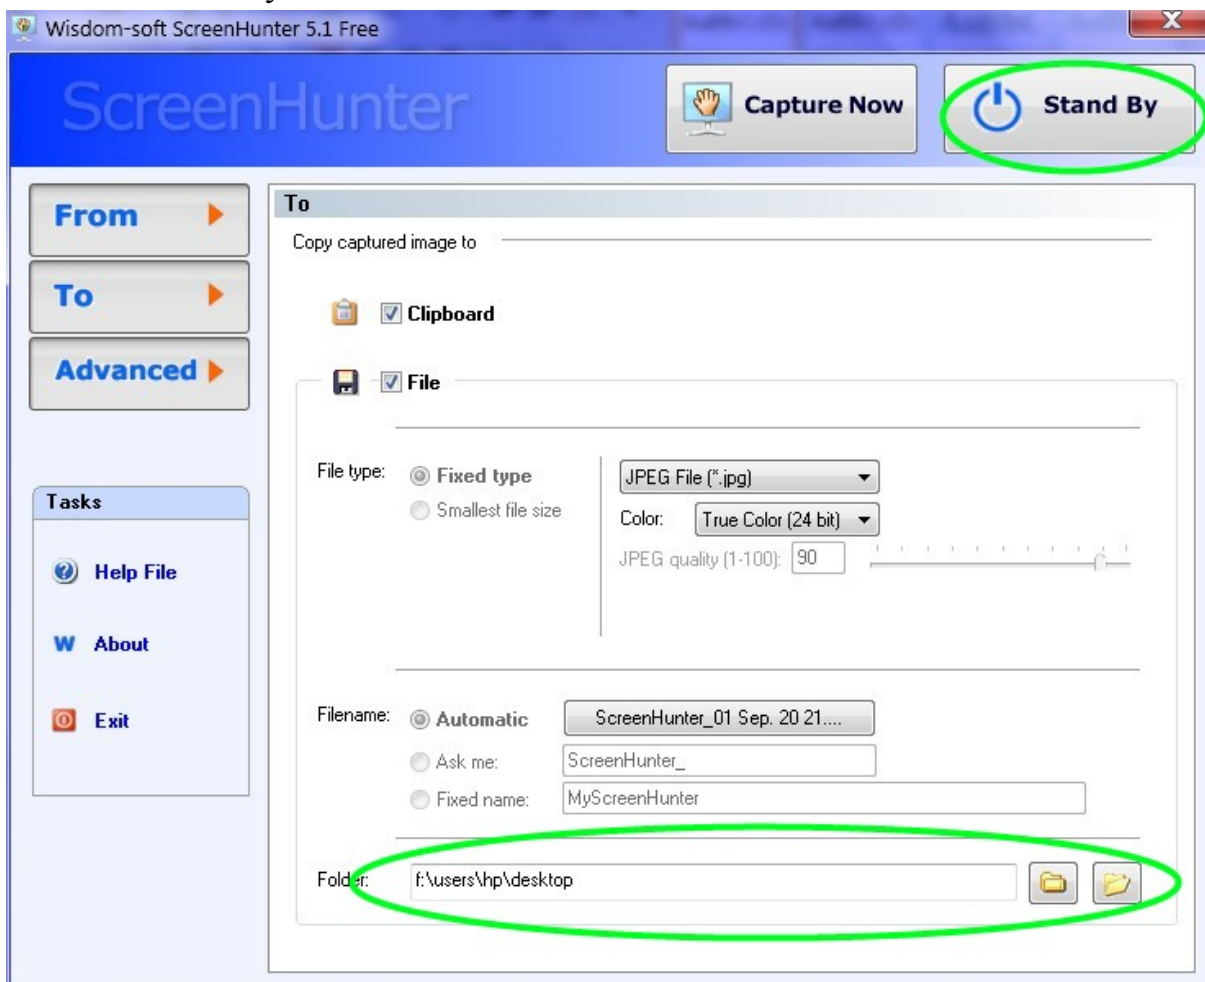 Wisdom-soft ScreenHunter 5.1 Free
X
ScreenHunter
Capture Now
Stand By
From
To
Advanced
Tasks
Help File
W About
Exit
To
Copy captured image to
Clipboard
File
File type:
Fixed type
JPEG File (*.jpg)
Smallest file size
Color: True Color (24 bit)
JPEG quality (1-100): 90
Filename:
Automatic
ScreenHunter_01 Sep. 20 21....
Ask me: ScreenHunter_
Fixed name: MyScreenHunter
Folder: f:\users\hp\desktop